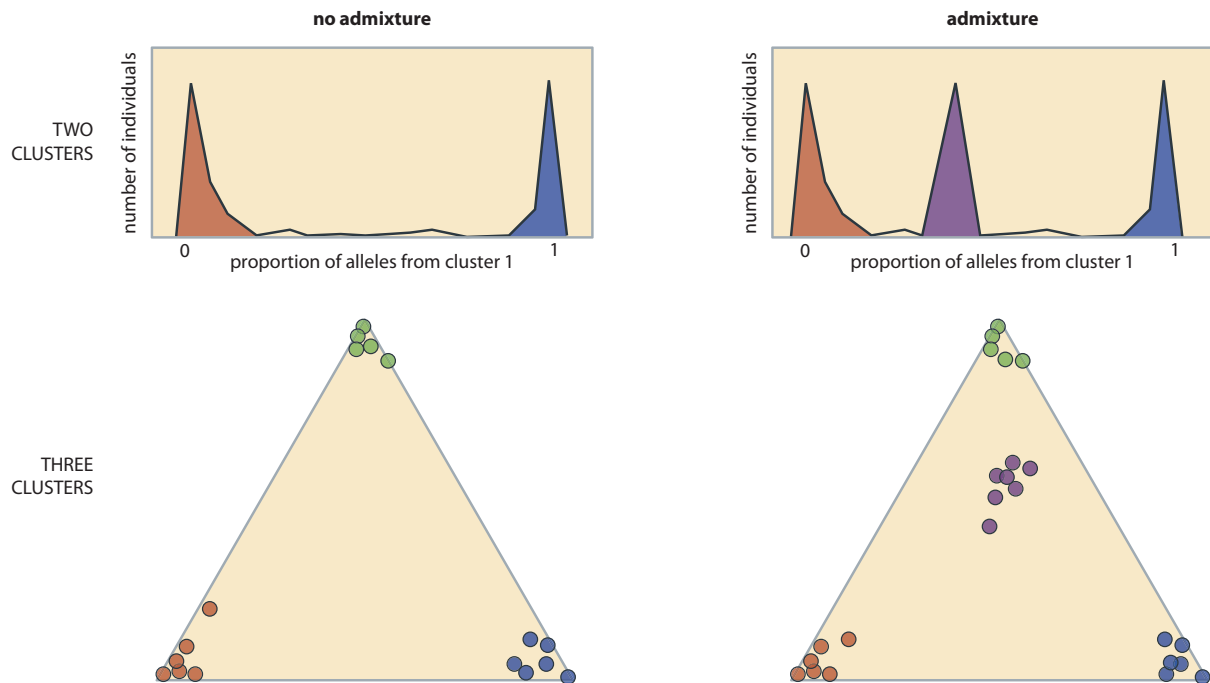 no admixture
admixture
TWO
CLUSTERS
number of individuals
0
1
proportion of alleles from cluster 1
number of individuals
0
1
proportion of alleles from cluster 1
THREE
CLUSTERS